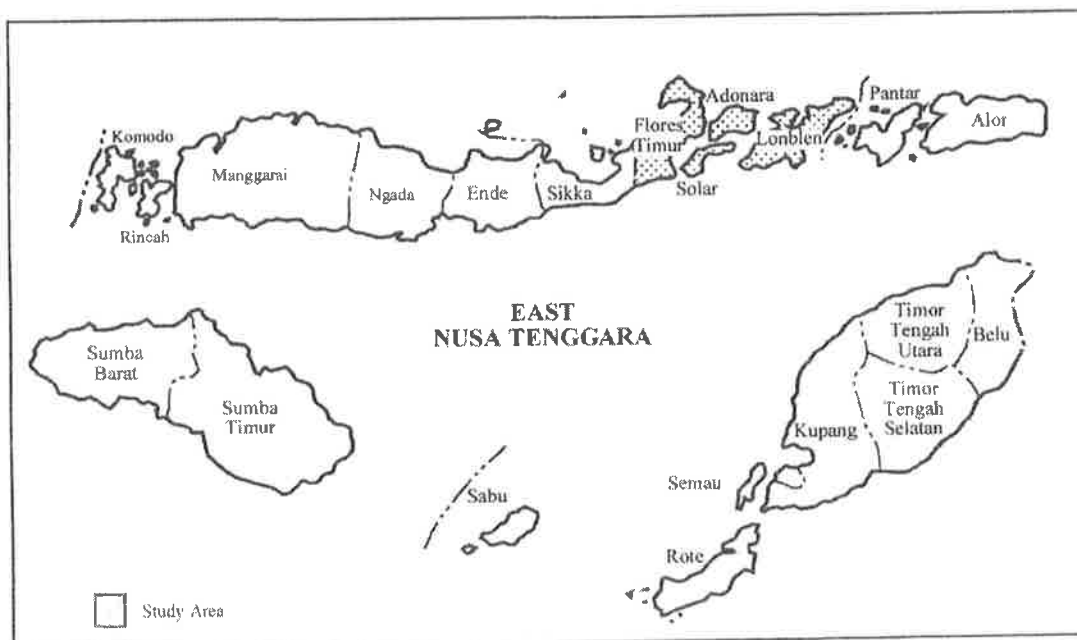 Komodo
Rincah
Manggarai
Ngada
Ende
Sikka
Flores
Timur
Adonara
Solar
Lonblen
Pantar
Alor
EAST
NUSA TENGGARA
Sumba
Barat
Sumba
Timur
Sabu
Timor
Tengah
Utara
Belu
Timor
Tengah
Selatan
Kupang
Semau
Rote
Study Area